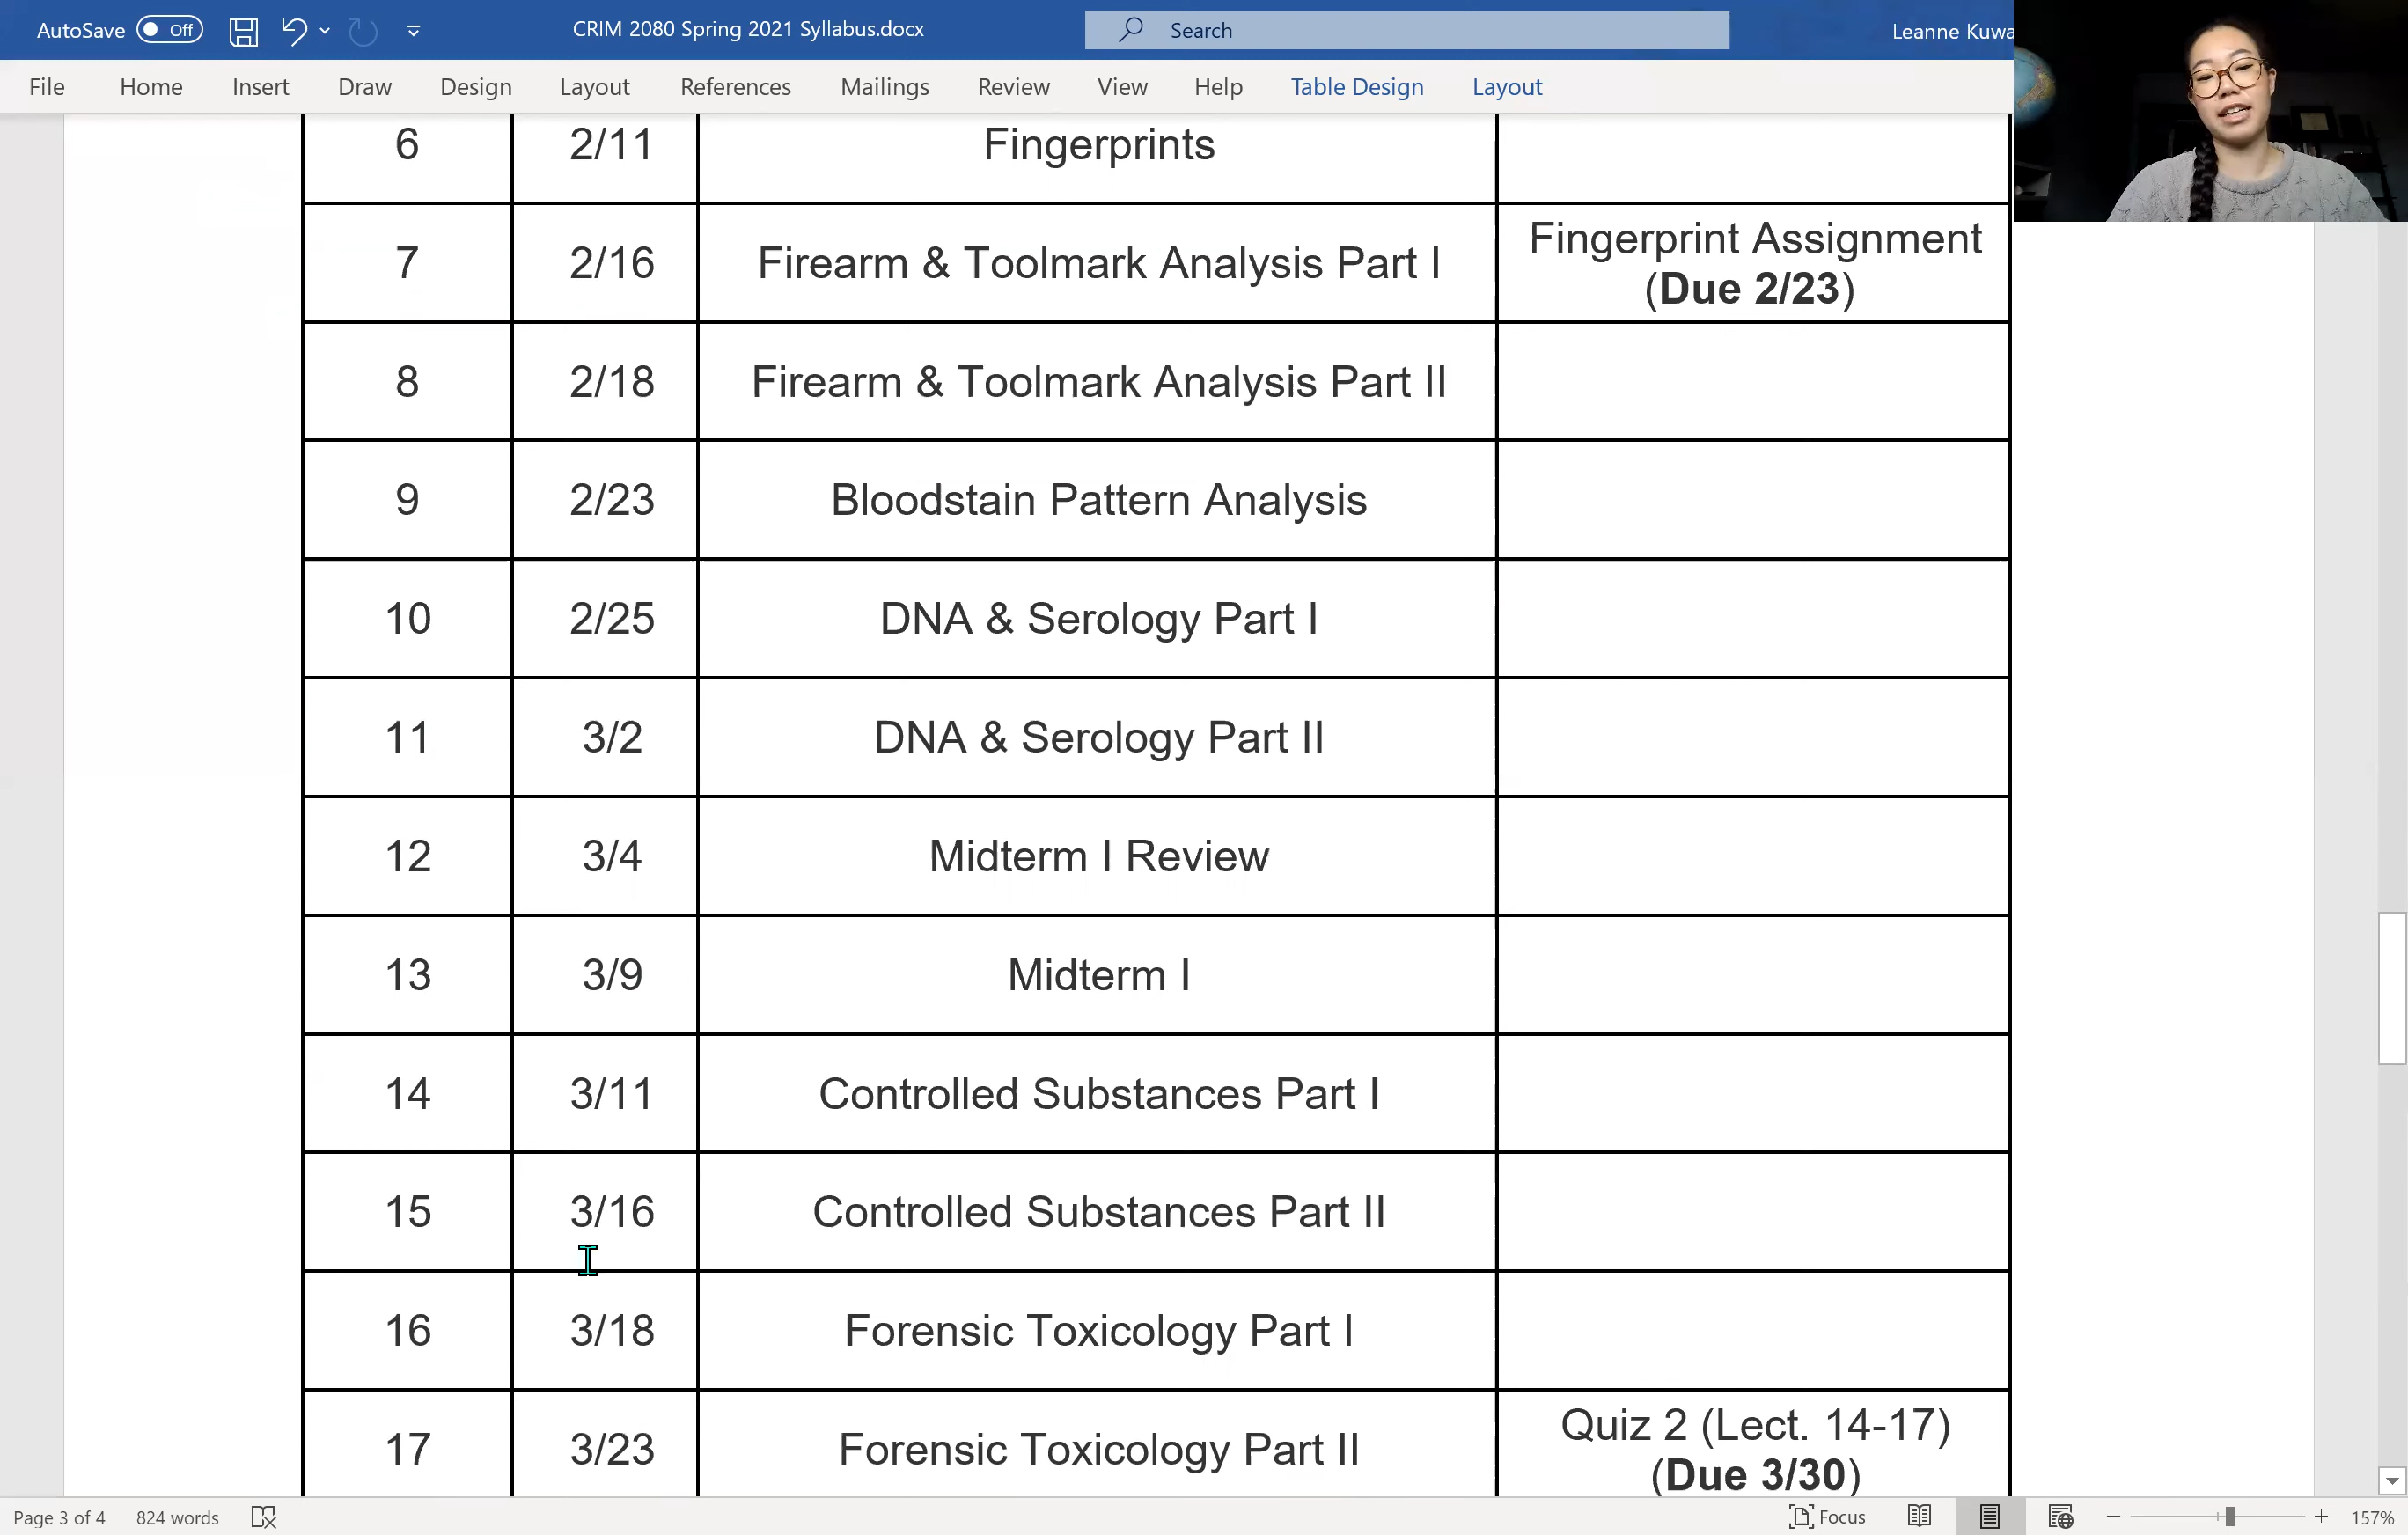 AutoSave Off CRIM 2080 Spring 2021 Syllabus.docx Search Leanne Kuwa
File Home Insert Draw Design Layout References Mailings Review View Help Table Design Layout
6 2/11 Fingerprints
7 2/16 Firearm & Toolmark Analysis Part I Fingerprint Assignment
(Due 2/23)
8 2/18 Firearm & Toolmark Analysis Part II
9 2/23 Bloodstain Pattern Analysis
10 2/25 DNA & Serology Part I
11 3/2 DNA & Serology Part II
12 3/4 Midterm I Review
13 3/9 Midterm I
14 3/11 Controlled Substances Part I
15 3/16 Controlled Substances Part II
16 3/18 Forensic Toxicology Part I
17 3/23 Forensic Toxicology Part II Quiz 2 (Lect. 14-17)
(Due 3/30)
Page 3 of 4 824 words Focus 157%